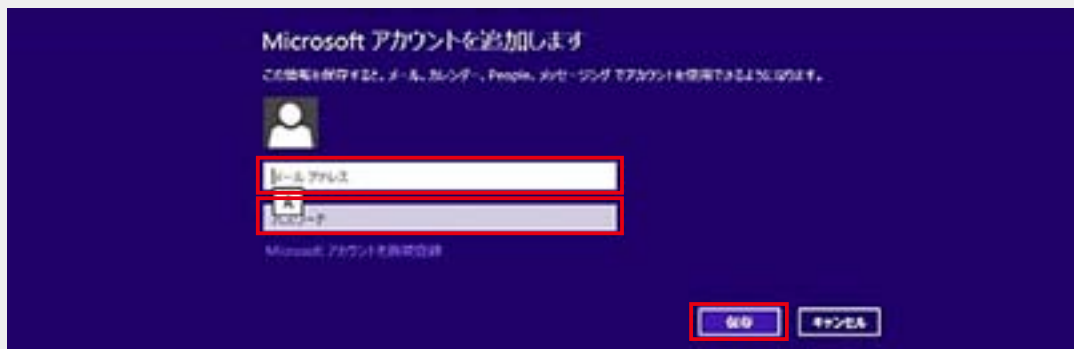 Microsoft アカウントを追加します
この情報を保存すると、メール、カレンダー、People、メッセージング でアカウントを使用できるようになります。
メール アドレス
A
パスワード
Microsoft アカウントを新規登録
保存 キャンセル